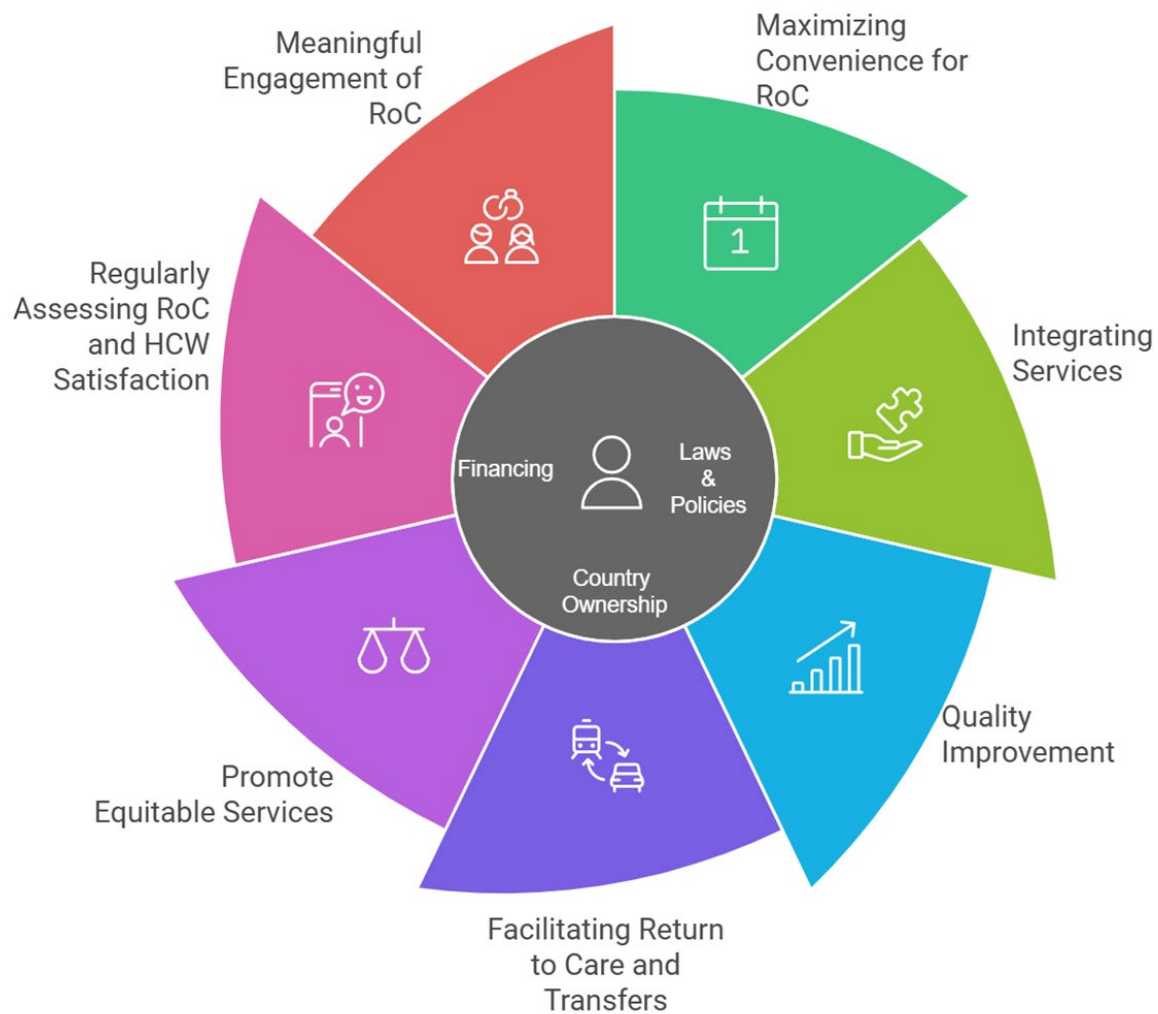 Meaningful
Engagement of
RoC
Maximizing
Convenience for
RoC
1
Integrating
Services
Quality
Improvement
Facilitating Return
to Care and
Transfers
Promote
Equitable Services
Regularly
Assessing RoC
and HCW
Satisfaction
Financing
Laws
&
Policies
Country
Ownership